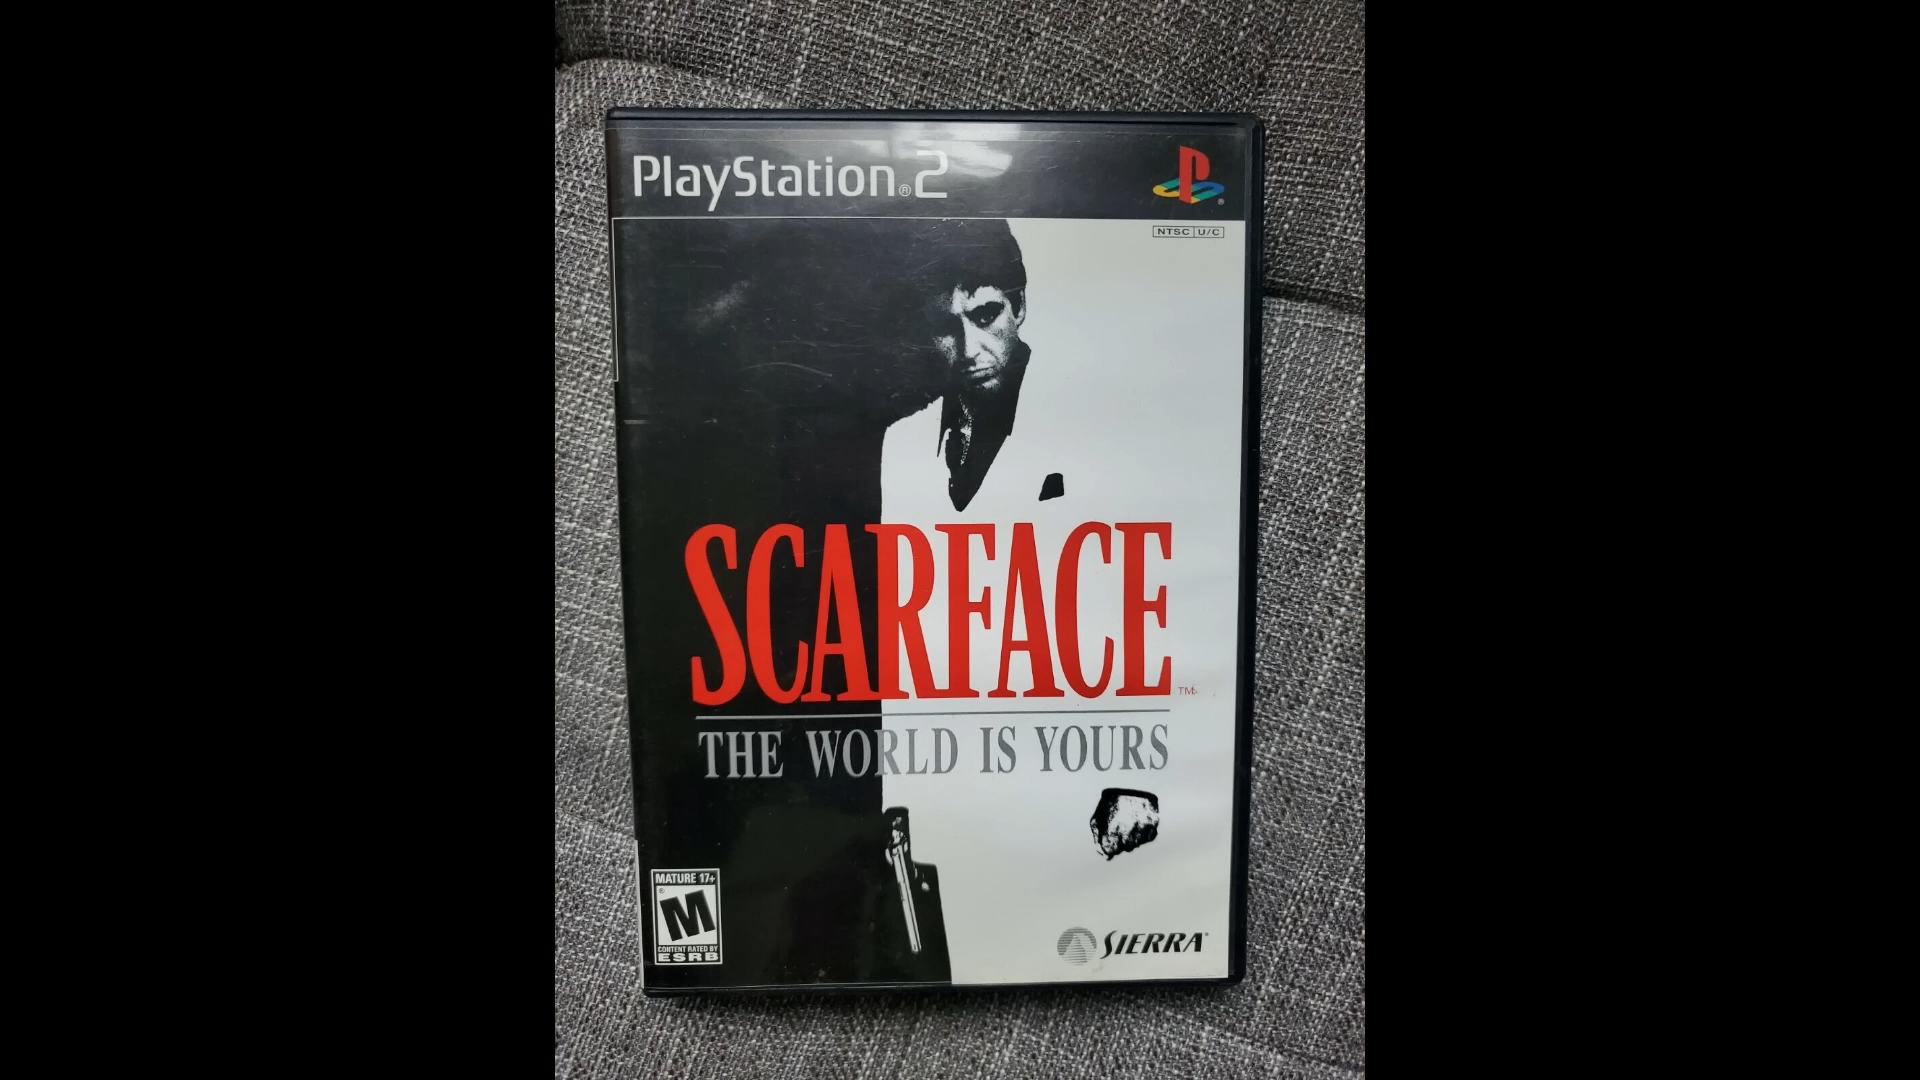 PlayStation®2
NTSC U/C
SCARFACE™
THE WORLD IS YOURS
MATURE 17+
M®
CONTENT RATED BY
ESRB
SIERRA®